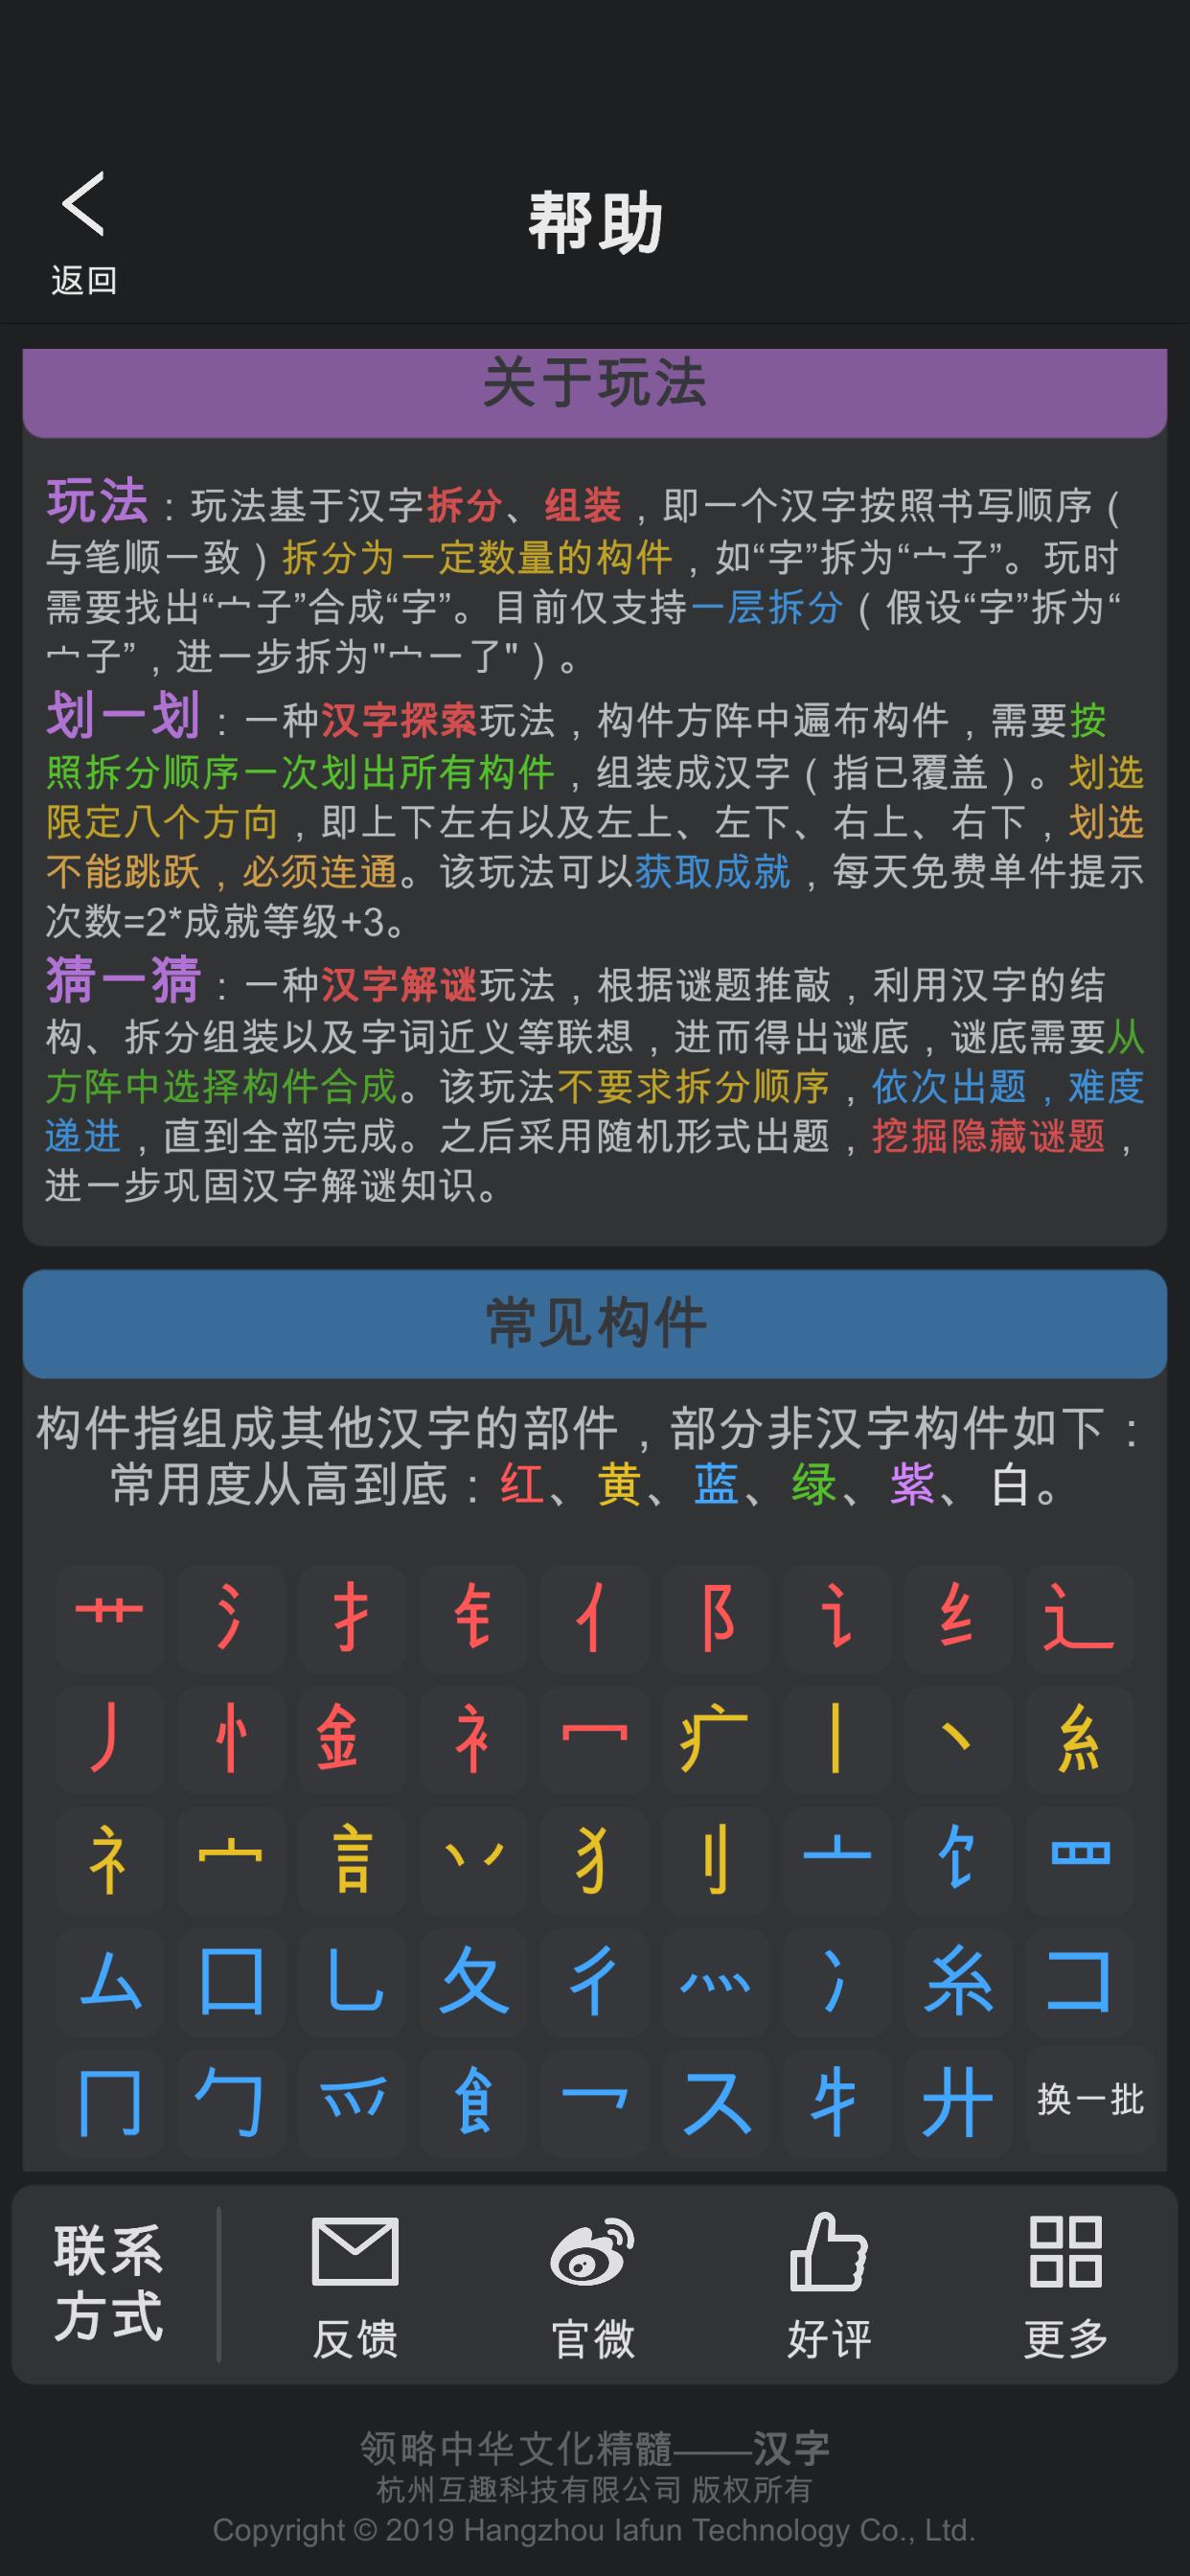 帮助
返回
关于玩法
玩法：玩法基于汉字拆分、组装，即一个汉字按照书写顺序（
与笔顺一致）拆分为一定数量的构件，如“字”拆为“宀子”。玩时
需要找出“宀子”合成“字”。目前仅支持一层拆分（假设“字”拆为“
宀子”，进一步拆为"宀一了"）。
划一划：一种汉字探索玩法，构件方阵中遍布构件，需要按
照拆分顺序一次划出所有构件，组装成汉字（指已覆盖）。划选
限定八个方向，即上下左右以及左上、左下、右上、右下，划选
不能跳跃，必须连通。该玩法可以获取成就，每天免费单件提示
次数=2*成就等级+3。
猜一猜：一种汉字解谜玩法，根据谜题推敲，利用汉字的结
构、拆分组装以及字词近义等联想，进而得出谜底，谜底需要从
方阵中选择构件合成。该玩法不要求拆分顺序，依次出题，难度
递进，直到全部完成。之后采用随机形式出题，挖掘隐藏谜题，
进一步巩固汉字解谜知识。
常见构件
构件指组成其他汉字的部件，部分非汉字构件如下：
常用度从高到底：红、黄、蓝、绿、紫、白。
艹 氵 扌 钅 亻 阝 讠 纟 辶
丿 忄 釒 衤 冖 疒 丨 丶 糹
礻 宀 訁 丷 犭 刂 亠 饣 罒
厶 囗 乚 夂 彳 灬 冫 糸 コ
冂 勹 爫 飠 乛 ス 牜 廾 换一批
联系
方式
反馈 官微 好评 更多
领略中华文化精髓——汉字
杭州互趣科技有限公司 版权所有
Copyright © 2019 Hangzhou Iafun Technology Co., Ltd.